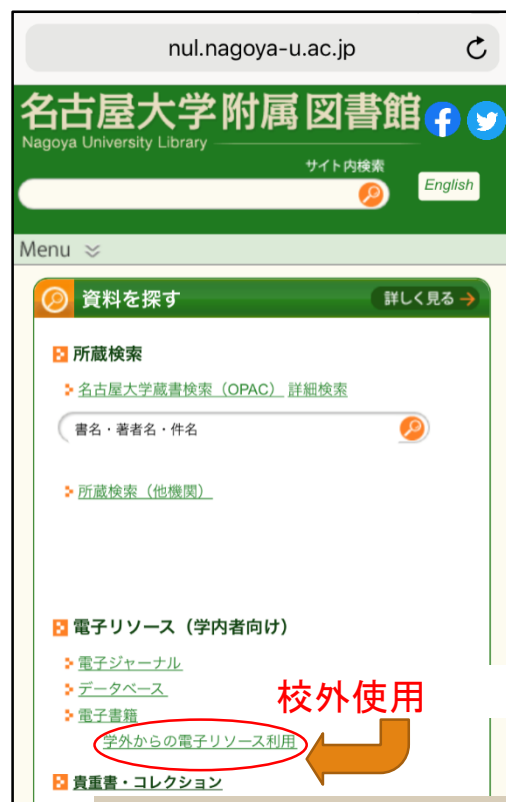 nul.nagoya-u.ac.jp
名古屋大学附属図書館
Nagoya University Library
サイト内検索
English
Menu
資料を探す 詳しく見る
所蔵検索
名古屋大学蔵書検索（OPAC） 詳細検索
書名・著者名・件名
所蔵検索（他機関）
電子リソース（学内者向け）
電子ジャーナル
データベース
電子書籍
校外使用
学外からの電子リソース利用
貴重書・コレクション